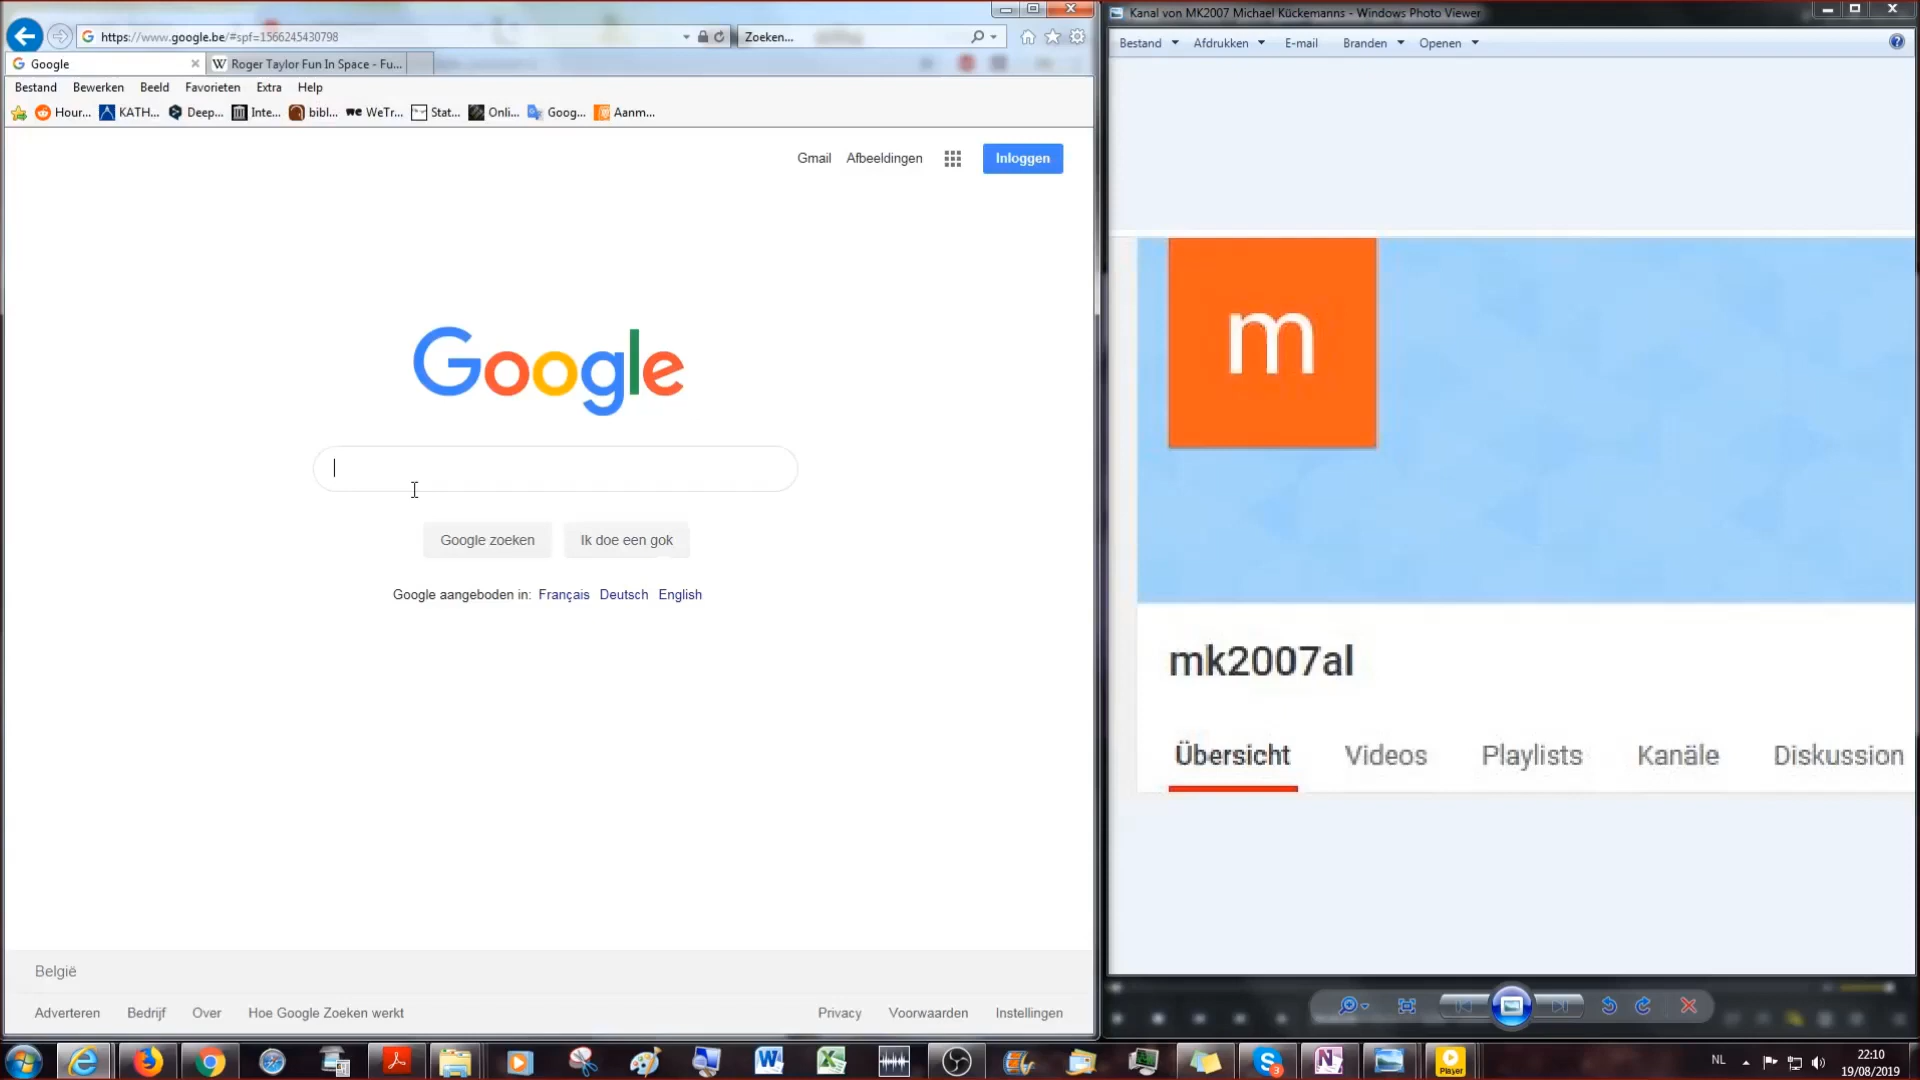 https://www.google.be/#spf=1566245430798
Zoeken...
Google
Roger Taylor Fun In Space - Fu...
Bestand Bewerken Beeld Favorieten Extra Help
Hour... KATH... Deep... Inte... bibl... we WeTr... Stat... Onli... Goog... Aanm...
Gmail Afbeeldingen Inloggen
Google
Google zoeken Ik doe een gok
Google aangeboden in: Français Deutsch English
België
Adverteren Bedrijf Over Hoe Google Zoeken werkt Privacy Voorwaarden Instellingen
Kanal von MK2007 Michael Kückemanns - Windows Photo Viewer
Bestand Afdrukken E-mail Branden Openen
m
mk2007al
Übersicht Videos Playlists Kanäle Diskussion
Player
NL
22:10
19/08/2019